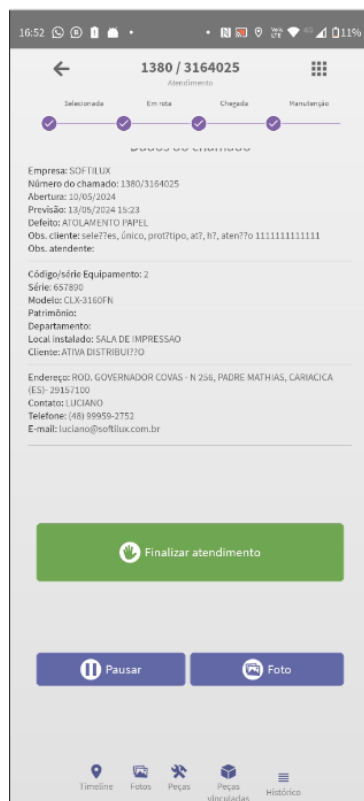 16:52 11%
1380 / 3164025
Atendimento
Selecionada Em rota Chegada Manutenção
Dados do chamado
Empresa: SOFTILUX
Número do chamado: 1380/3164025
Abertura: 10/05/2024
Previsão: 13/05/2024 15:23
Defeito: ATOLAMENTO PAPEL
Obs. cliente: sele??es, único, prot?tipo, at?, h?, aten??o 1111111111111
Obs. atendente:
Código/série Equipamento: 2
Série: 657890
Modelo: CLX-3160FN
Patrimônio:
Departamento:
Local instalado: SALA DE IMPRESSAO
Cliente: ATIVA DISTRIBUI??O
Endereço: ROD. GOVERNADOR COVAS - N 256, PADRE MATHIAS, CARIACICA
(ES)- 29157100
Contato: LUCIANO
Telefone: (48) 99959-2752
E-mail: luciano@softilux.com.br
Finalizar atendimento
Pausar Foto
Timeline Fotos Peças Peças
vinculadas Histórico